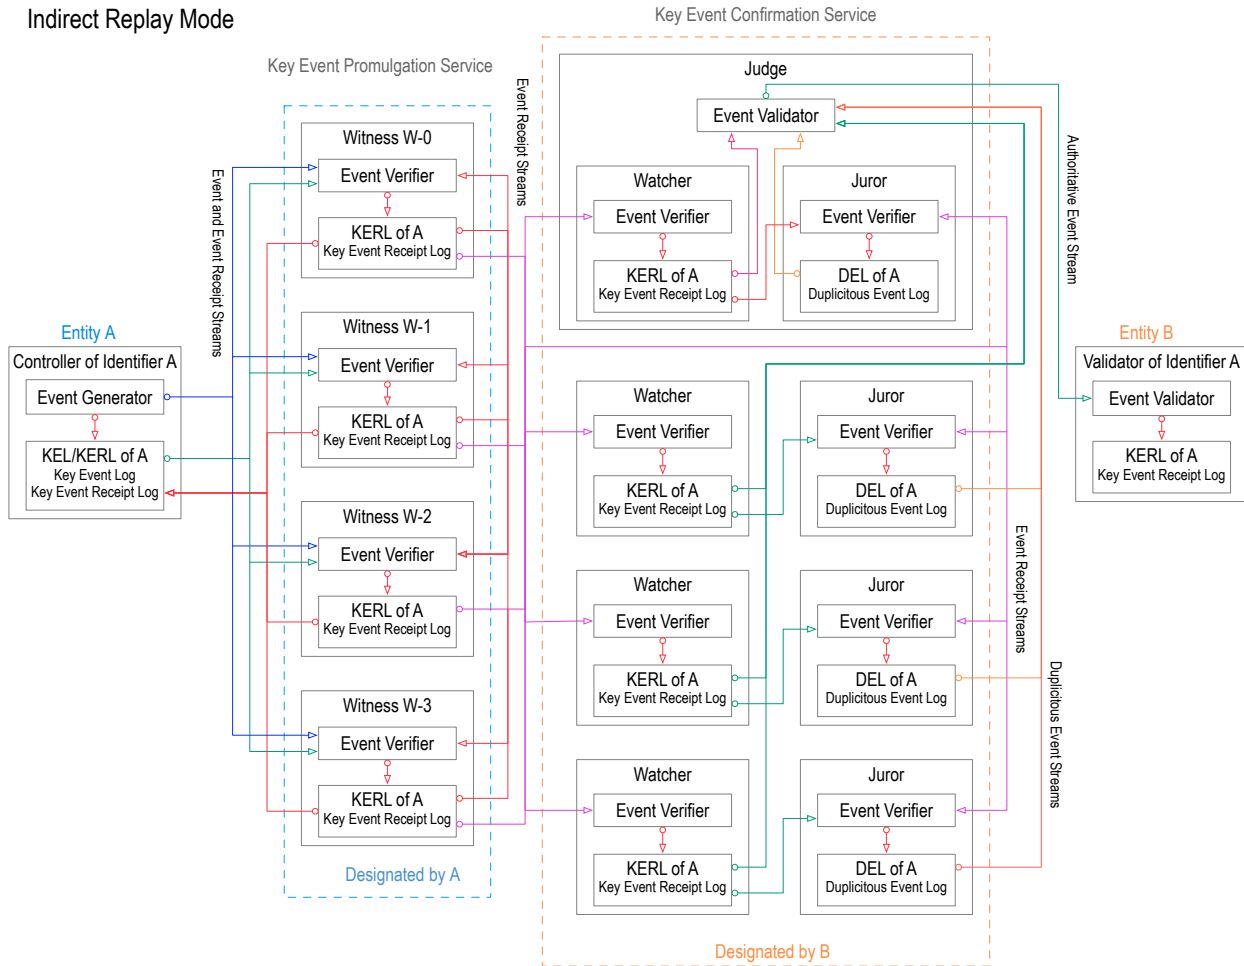 Indirect Replay Mode
Key Event Confirmation Service
Key Event Promulgation Service
Event and Event Receipt Streams
Entity A
Controller of Identifier A
Event Generator
KEL/KERL of A
Key Event Log
Key Event Receipt Log
Witness W-0
Event Verifier
KERL of A
Key Event Receipt Log
Witness W-1
Event Verifier
KERL of A
Key Event Receipt Log
Witness W-2
Event Verifier
KERL of A
Key Event Receipt Log
Witness W-3
Event Verifier
KERL of A
Key Event Receipt Log
Designated by A
Event Receipt Streams
Judge
Event Validator
Watcher
Event Verifier
KERL of A
Key Event Receipt Log
Juror
Event Verifier
DEL of A
Duplicitous Event Log
Watcher
Event Verifier
KERL of A
Key Event Receipt Log
Juror
Event Verifier
DEL of A
Duplicitous Event Log
Watcher
Event Verifier
KERL of A
Key Event Receipt Log
Juror
Event Verifier
DEL of A
Duplicitous Event Log
Watcher
Event Verifier
KERL of A
Key Event Receipt Log
Juror
Event Verifier
DEL of A
Duplicitous Event Log
Designated by B
Event Receipt Streams
Duplicitous Event Streams
Authoritative Event Stream
Entity B
Validator of Identifier A
Event Validator
KERL of A
Key Event Receipt Log